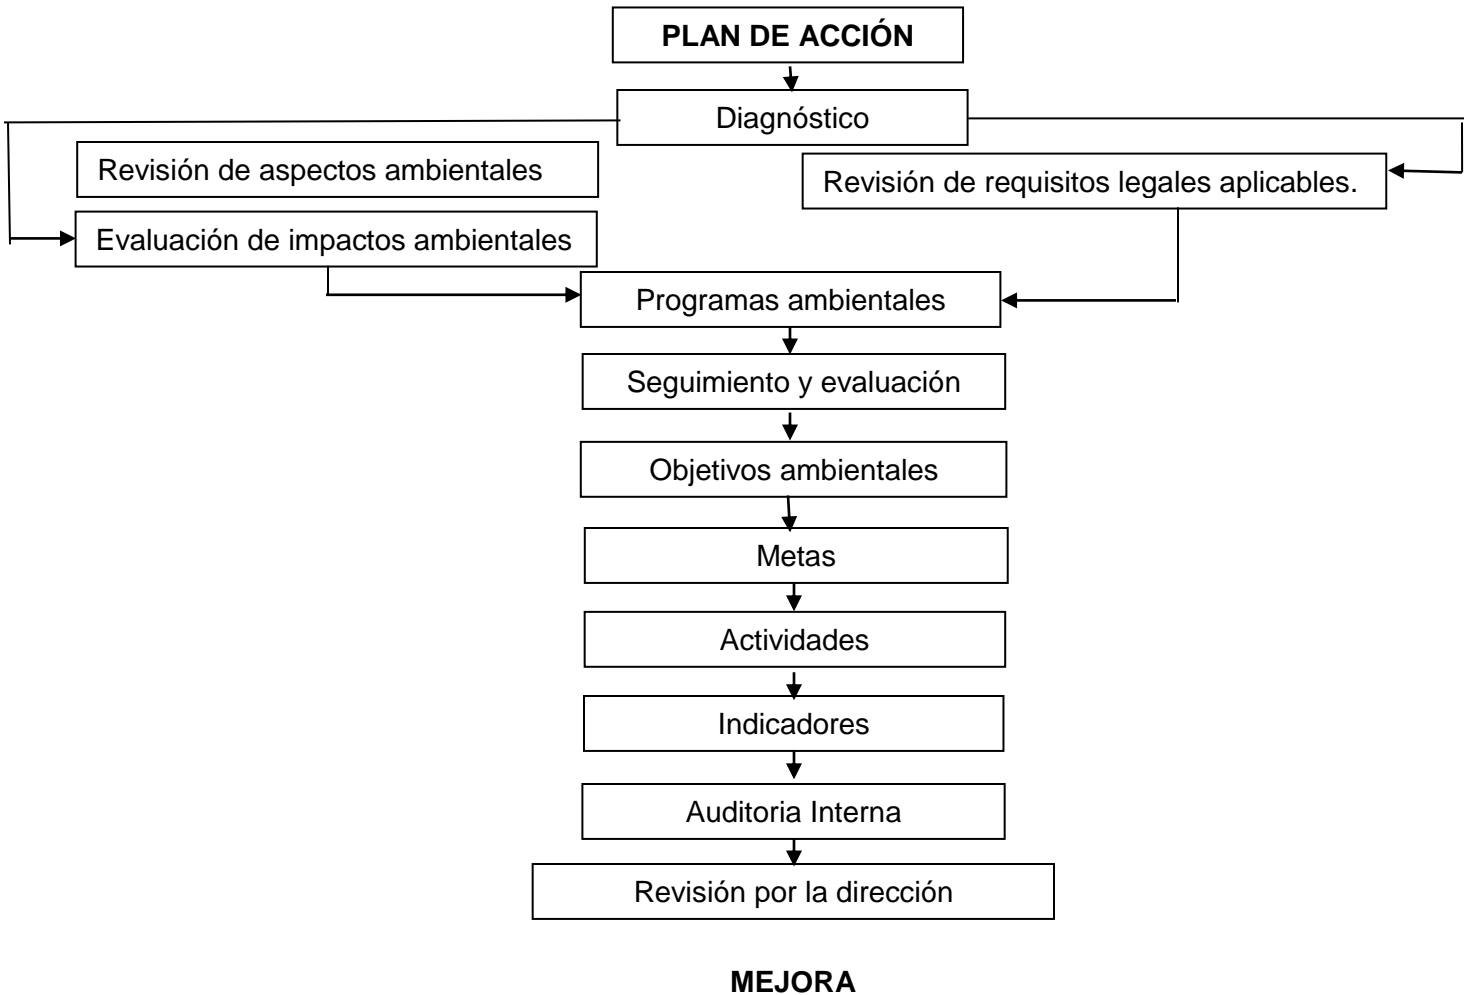 PLAN DE ACCIÓN
Diagnóstico
Revisión de aspectos ambientales
Revisión de requisitos legales aplicables.
Evaluación de impactos ambientales
Programas ambientales
Seguimiento y evaluación
Objetivos ambientales
Metas
Actividades
Indicadores
Auditoria Interna
Revisión por la dirección
MEJORA